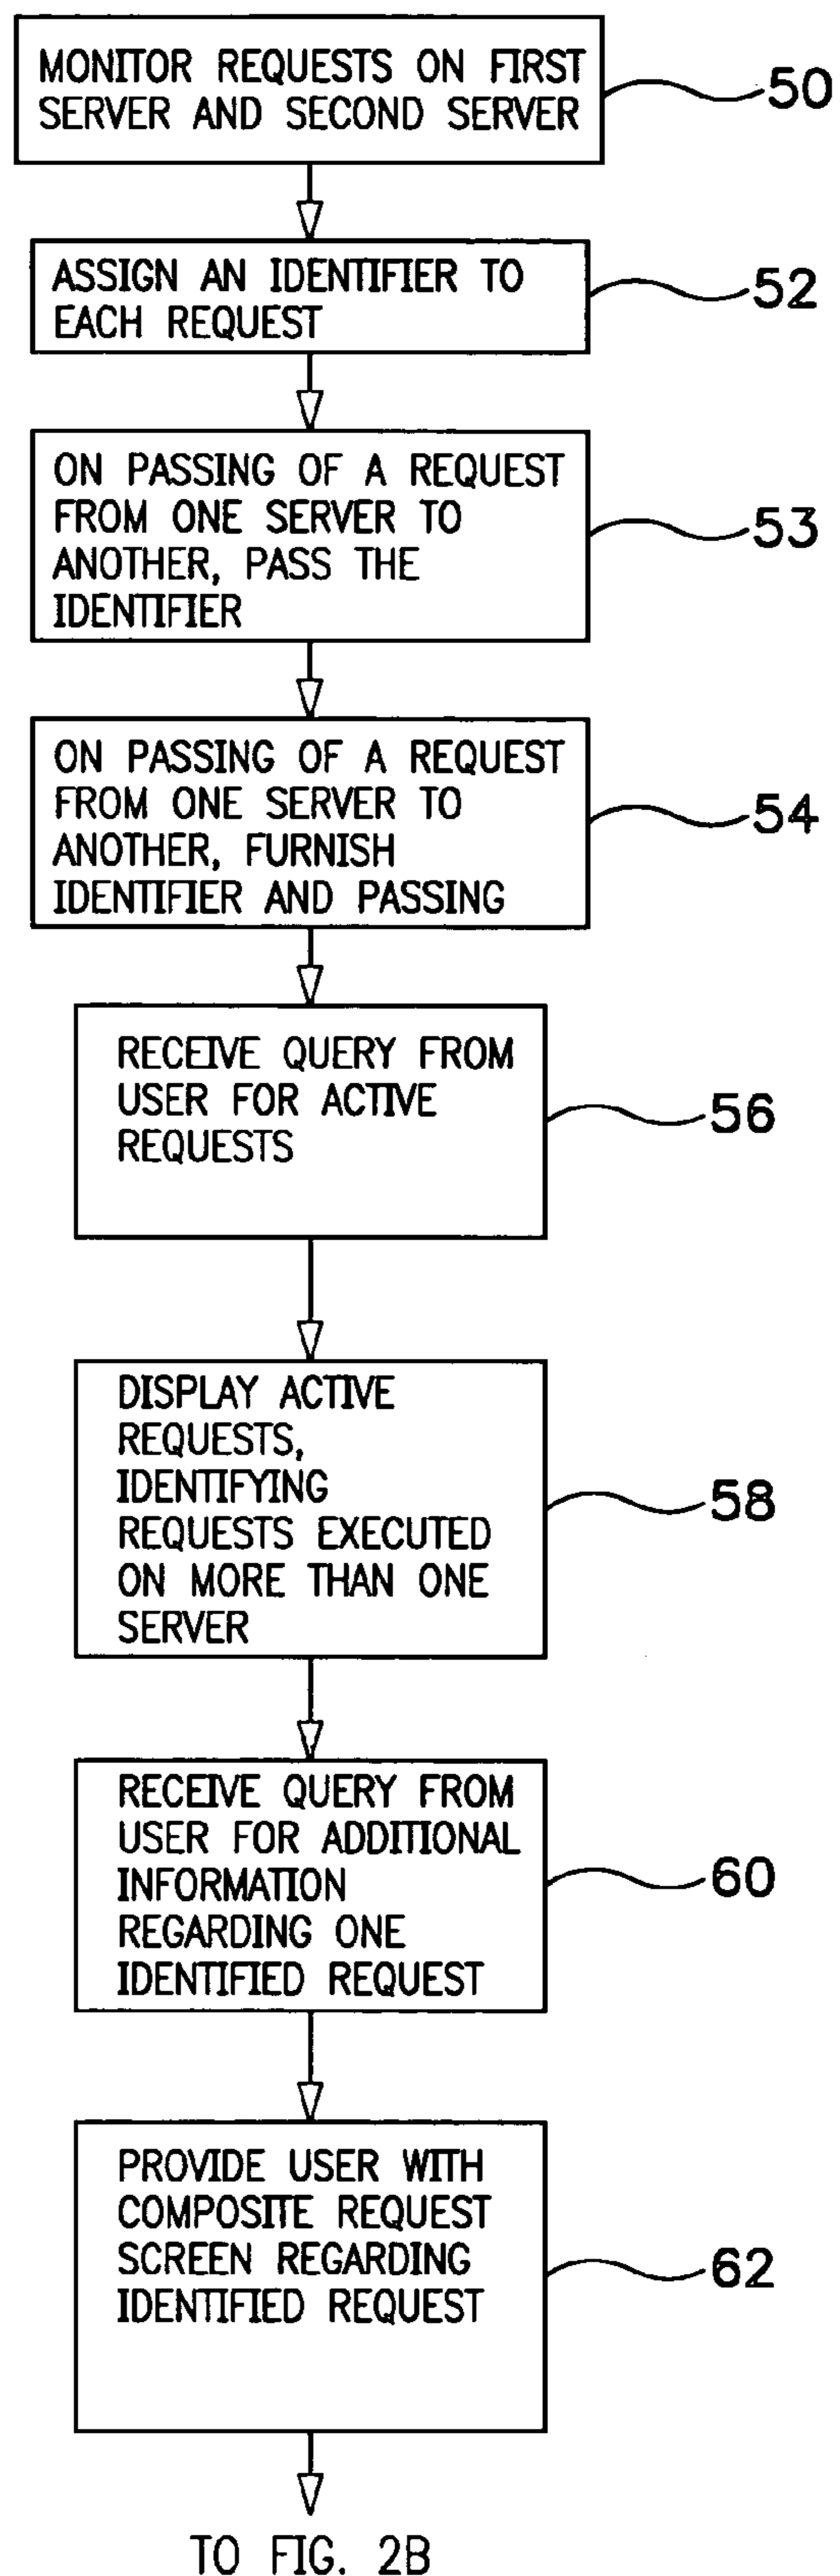 MONITOR REQUESTS ON FIRST
SERVER AND SECOND SERVER
50
ASSIGN AN IDENTIFIER TO
EACH REQUEST
52
ON PASSING OF A REQUEST
FROM ONE SERVER TO
ANOTHER, PASS THE
IDENTIFIER
53
ON PASSING OF A REQUEST
FROM ONE SERVER TO
ANOTHER, FURNISH
IDENTIFIER AND PASSING
54
RECEIVE QUERY FROM
USER FOR ACTIVE
REQUESTS
56
DISPLAY ACTIVE
REQUESTS,
IDENTIFYING
REQUESTS EXECUTED
ON MORE THAN ONE
SERVER
58
RECEIVE QUERY FROM
USER FOR ADDITIONAL
INFORMATION
REGARDING ONE
IDENTIFIED REQUEST
60
PROVIDE USER WITH
COMPOSITE REQUEST
SCREEN REGARDING
IDENTIFIED REQUEST
62
TO FIG. 2B